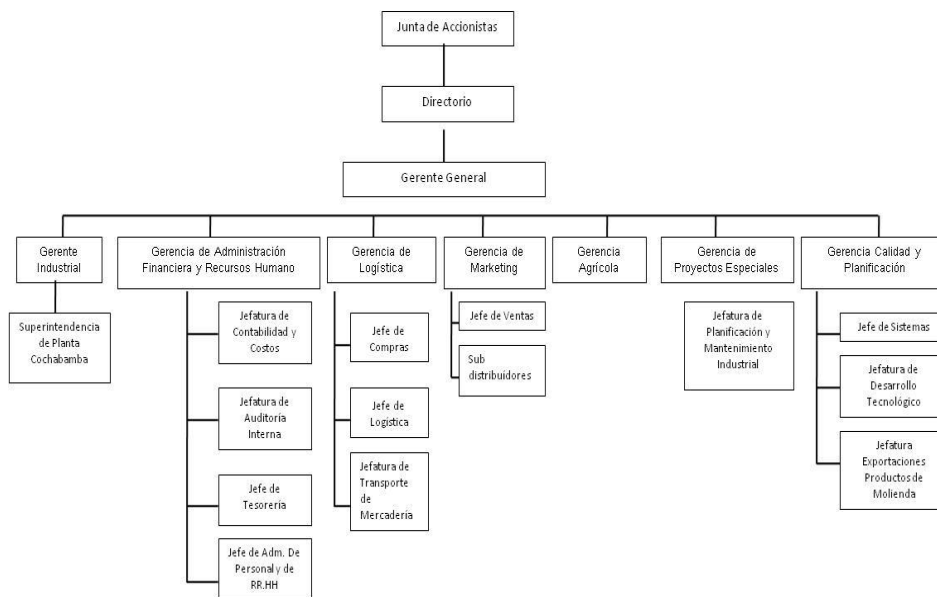 Junta de Accionistas
Directorio
Gerente General
Gerente
Industrial
Gerencia de Administración
Financiera y Recursos Humano
Gerencia de
Logística
Gerencia de
Marketing
Gerencia
Agrícola
Gerencia de
Proyectos Especiales
Gerencia Calidad y
Planificación
Superintendencia
de Planta
Cochabamba
Jefatura de
Contabilidad y
Costos
Jefatura de
Auditoría
Interna
Jefe de
Tesorería
Jefe de Adm. De
Personal y de
RR.HH
Jefe de
Compras
Jefe de
Logística
Jefatura de
Transporte
de
Mercadería
Jefe de Ventas
Sub
distribuídores
Jefatura de
Planificación y
Mantenimiento
Industrial
Jefe de Sistemas
Jefatura de
Desarrollo
Tecnológico
Jefatura
Exportaciones
Productos de
Molienda